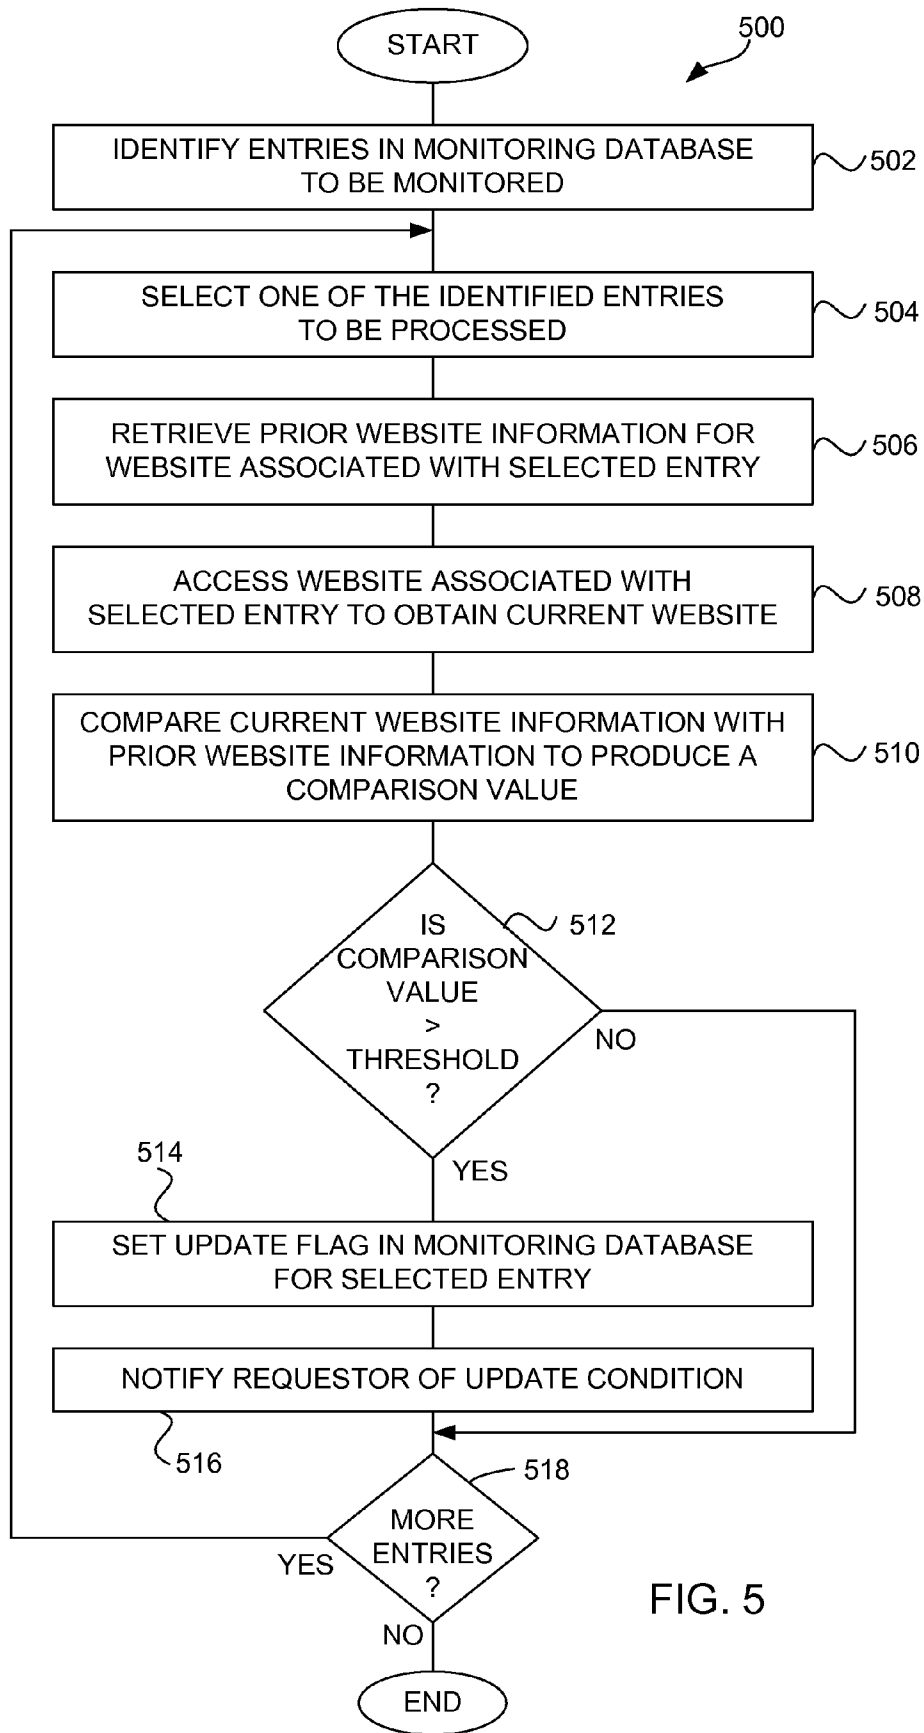 START
500
IDENTIFY ENTRIES IN MONITORING DATABASE
TO BE MONITORED
502
SELECT ONE OF THE IDENTIFIED ENTRIES
TO BE PROCESSED
504
RETRIEVE PRIOR WEBSITE INFORMATION FOR
WEBSITE ASSOCIATED WITH SELECTED ENTRY
506
ACCESS WEBSITE ASSOCIATED WITH
SELECTED ENTRY TO OBTAIN CURRENT WEBSITE
508
COMPARE CURRENT WEBSITE INFORMATION WITH
PRIOR WEBSITE INFORMATION TO PRODUCE A
COMPARISON VALUE
510
IS
COMPARISON
VALUE
>
THRESHOLD
?
512
NO
YES
514
SET UPDATE FLAG IN MONITORING DATABASE
FOR SELECTED ENTRY
NOTIFY REQUESTOR OF UPDATE CONDITION
516
518
MORE
ENTRIES
?
YES
NO
END
FIG. 5